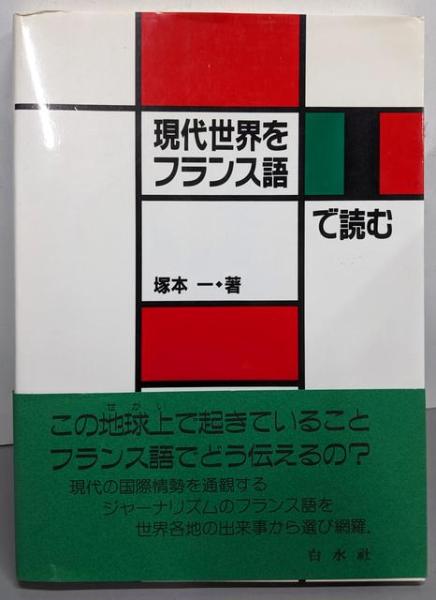 現代世界を
フランス語
で読む
塚本 一・著
せかい
この地球上で起きていること
フランス語でどう伝えるの?
現代の国際情勢を通観する
ジャーナリズムのフランス語を
世界各地の出来事から選び網羅。
白水社